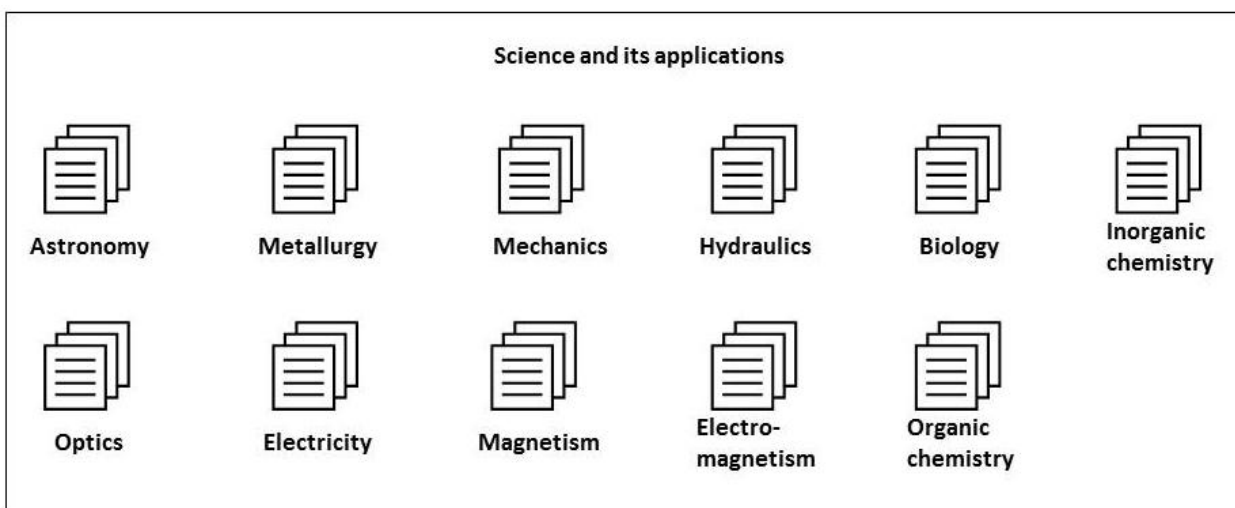 Science and its applications
Astronomy
Metallurgy
Mechanics
Hydraulics
Biology
Inorganic
chemistry
Optics
Electricity
Magnetism
Electro-
magnetism
Organic
chemistry